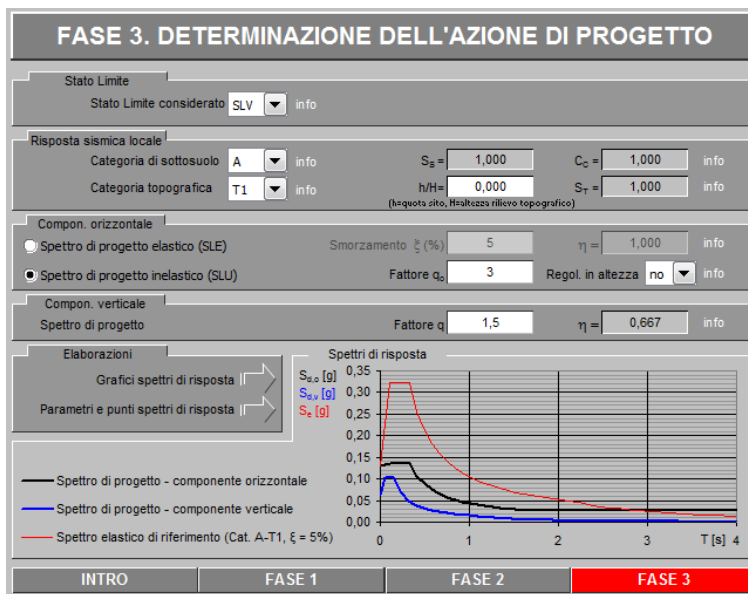 FASE 3. DETERMINAZIONE DELL'AZIONE DI PROGETTO
Stato Limite
Stato Limite considerato SLV info
Risposta sismica locale
Categoria di sottosuolo A info SS = 1,000 CC = 1,000 info
Categoria topografica T1 info h/H= 0,000 ST = 1,000 info
(h=quota sito, H=altezza rilievo topografico)
Compon. orizzontale
Spettro di progetto elastico (SLE) Smorzamento ξ (%) 5 η = 1,000 info
Spettro di progetto inelastico (SLU) Fattore qo 3 Regol. in altezza no info
Compon. verticale
Spettro di progetto Fattore q 1,5 η = 0,667 info
Elaborazioni
Grafici spettri di risposta
Parametri e punti spettri di risposta
Spettri di risposta
Sd,o [g]
Sd,v [g]
Se [g]
0,35
0,30
0,25
0,20
0,15
0,10
0,05
0,00
0 1 2 3 T [s] 4
Spettro di progetto - componente orizzontale
Spettro di progetto - componente verticale
Spettro elastico di riferimento (Cat. A-T1, ξ = 5%)
INTRO FASE 1 FASE 2 FASE 3